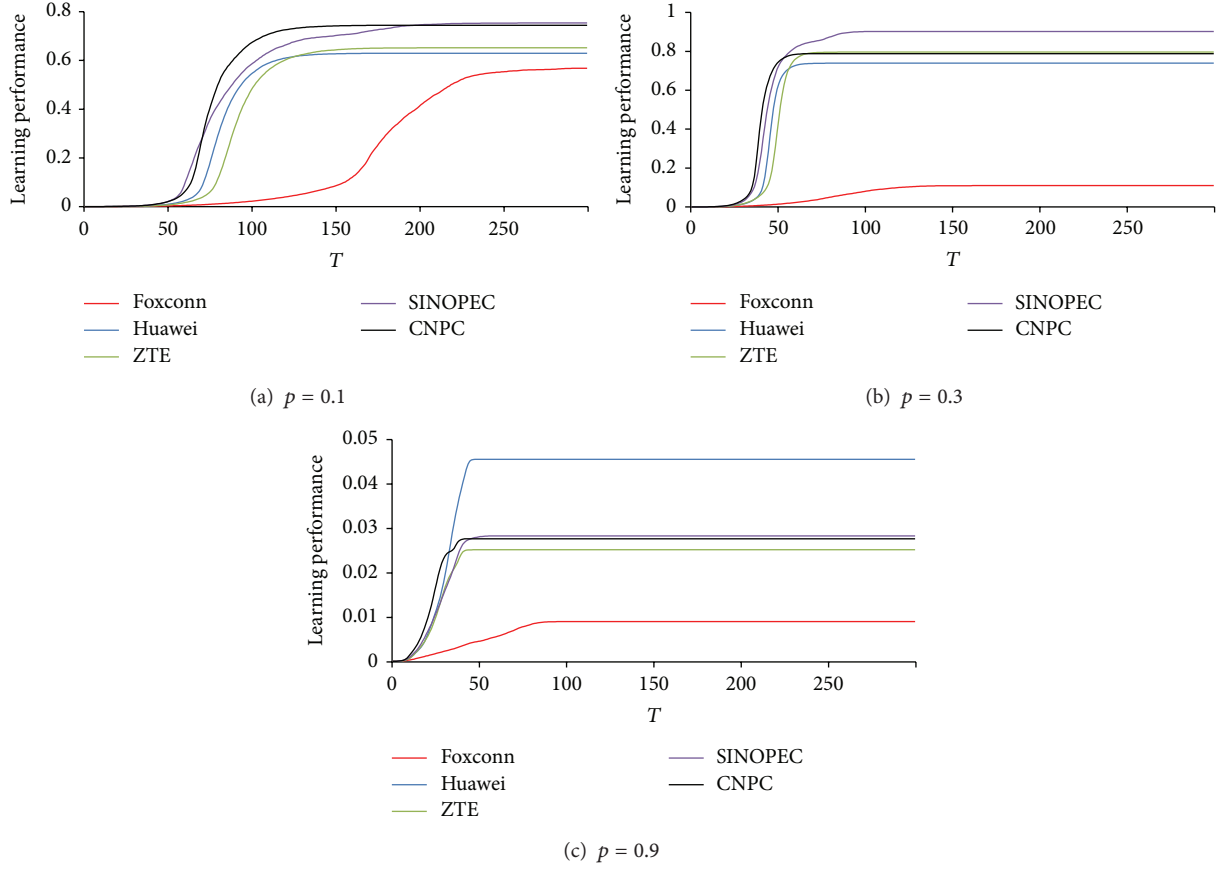 Learning performance
0.8
0.6
0.4
0.2
0
0 50 100 150 200 250
T
Foxconn
Huawei
ZTE
SINOPEC
CNPC
(a) p = 0.1
Learning performance
1
0.8
0.6
0.4
0.2
0
0 50 100 150 200 250
T
Foxconn
Huawei
ZTE
SINOPEC
CNPC
(b) p = 0.3
Learning performance
0.05
0.04
0.03
0.02
0.01
0
0 50 100 150 200 250
T
Foxconn
Huawei
ZTE
SINOPEC
CNPC
(c) p = 0.9